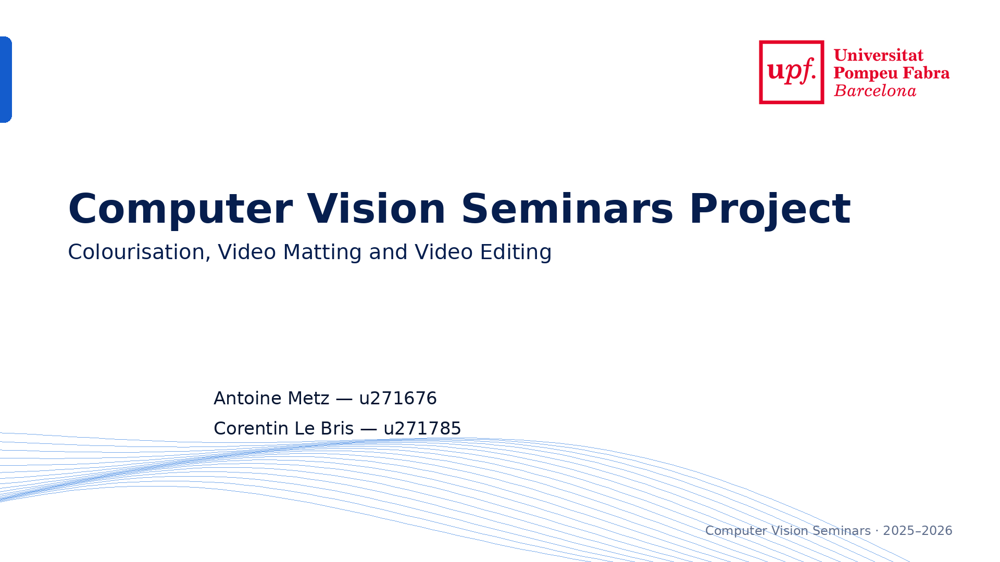 upf.
Universitat
Pompeu Fabra
Barcelona
Computer Vision Seminars Project
Colourisation, Video Matting and Video Editing
Antoine Metz — u271676
Corentin Le Bris — u271785
Computer Vision Seminars · 2025–2026